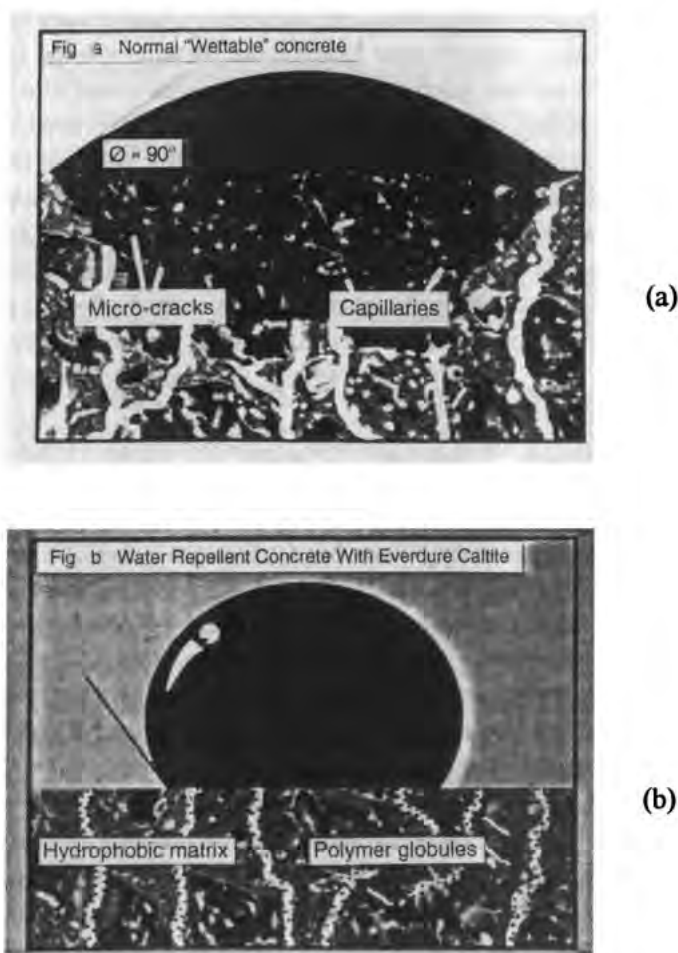 Fig a Normal "Wettable" concrete
Ø = 90°
Micro-cracks
Capillaries
(a)
Fig b Water Repellent Concrete With Everdure Caltite
Hydrophobic matrix
Polymer globules
(b)